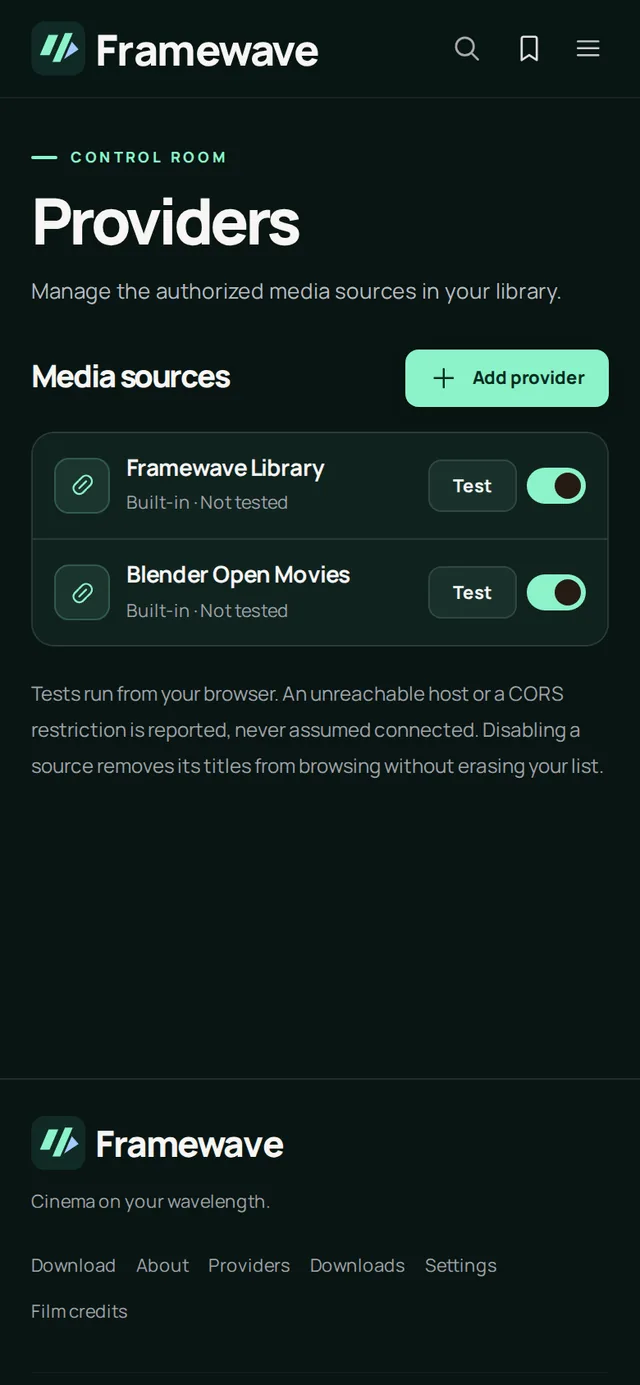 Framewave
CONTROL ROOM
Providers
Manage the authorized media sources in your library.
Media sources
Add provider
Framewave Library
Built-in · Not tested
Test
Blender Open Movies
Built-in · Not tested
Test
Tests run from your browser. An unreachable host or a CORS
restriction is reported, never assumed connected. Disabling a
source removes its titles from browsing without erasing your list.
Framewave
Cinema on your wavelength.
Download About Providers Downloads Settings
Film credits